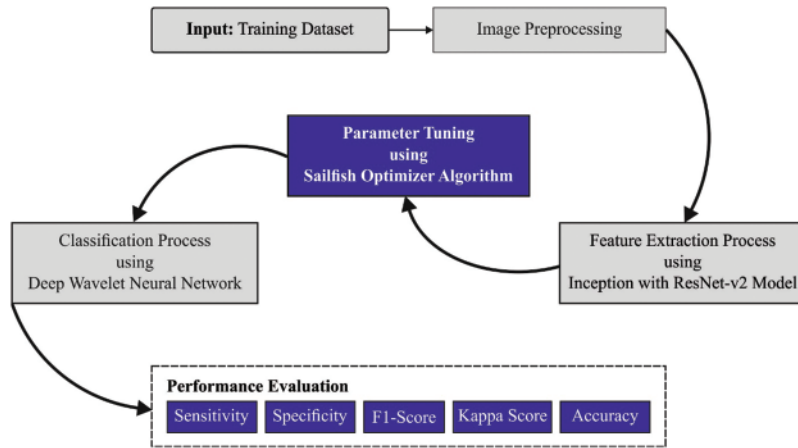 Input: Training Dataset
Image Preprocessing
Parameter Tuning
using
Sailfish Optimizer Algorithm
Classification Process
using
Deep Wavelet Neural Network
Feature Extraction Process
using
Inception with ResNet-v2 Model
Performance Evaluation
Sensitivity
Specificity
F1-Score
Kappa Score
Accuracy